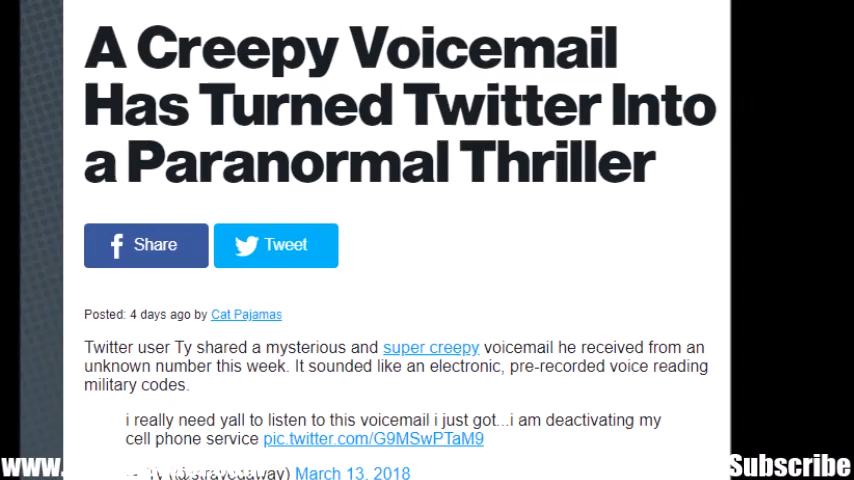 A Creepy Voicemail
Has Turned Twitter Into
a Paranormal Thriller
Share
Tweet
Posted: 4 days ago by Cat Pajamas
Twitter user Ty shared a mysterious and super creepy voicemail he received from an
unknown number this week. It sounded like an electronic, pre-recorded voice reading
military codes.
i really need yall to listen to this voicemail i just got...i am deactivating my
cell phone service pic.twitter.com/G9MSwPTaM9
March 13, 2018
www.
Subscribe